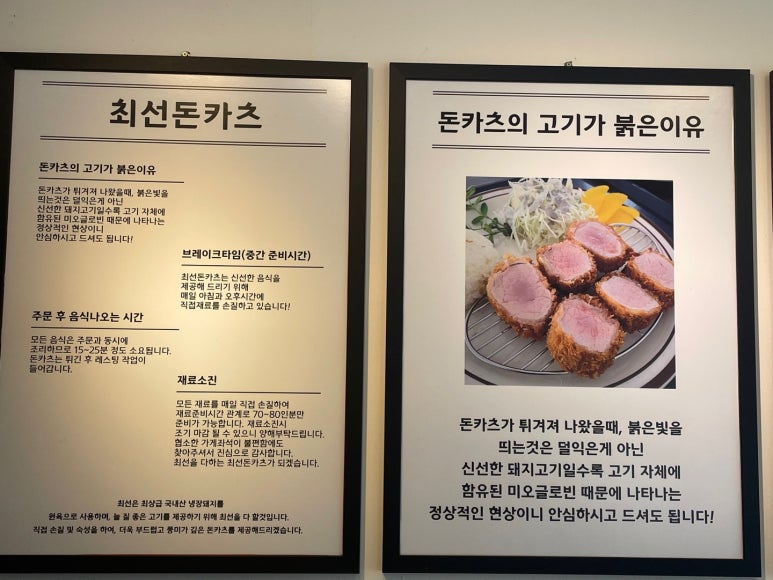 최선돈카츠
돈카츠의 고기가 붉은이유
돈카츠가 튀겨져 나왔을때, 붉은빛을
띄는것은 덜익은게 아닌
신선한 돼지고기일수록 고기 자체에
함유된 미오글로빈 때문에 나타나는
정상적인 현상이니
안심하시고 드셔도 됩니다!
브레이크타임(중간 준비시간)
최선돈카츠는 신선한 음식을
제공해 드리기 위해
매일 아침과 오후시간에
직접재료를 손질하고 있습니다!
주문 후 음식나오는 시간
모든 음식은 주문과 동시에
조리하므로 15~25분 정도 소요됩니다.
돈카츠는 튀긴 후 레스팅 작업이
들어갑니다.
재료소진
모든 재료를 매일 직접 손질하여
재료준비시간 관계로 70~80인분만
준비가 가능합니다. 재료소진시
조기 마감 될 수 있으니 양해부탁드립니다.
협소한 가게좌석이 불편함에도
찾아주셔서 진심으로 감사합니다.
최선을 다하는 최선돈카츠가 되겠습니다.
최선은 최상급 국내산 냉장돼지를
원육으로 사용하며, 늘 질 좋은 고기를 제공하기 위해 최선을 다 할것입니다.
직접 손질 및 숙성을 하여, 더욱 부드럽고 풍미가 깊은 돈카츠를 제공해드리겠습니다.
돈카츠의 고기가 붉은이유
돈카츠가 튀겨져 나왔을때, 붉은빛을
띄는것은 덜익은게 아닌
신선한 돼지고기일수록 고기 자체에
함유된 미오글로빈 때문에 나타나는
정상적인 현상이니 안심하시고 드셔도 됩니다!